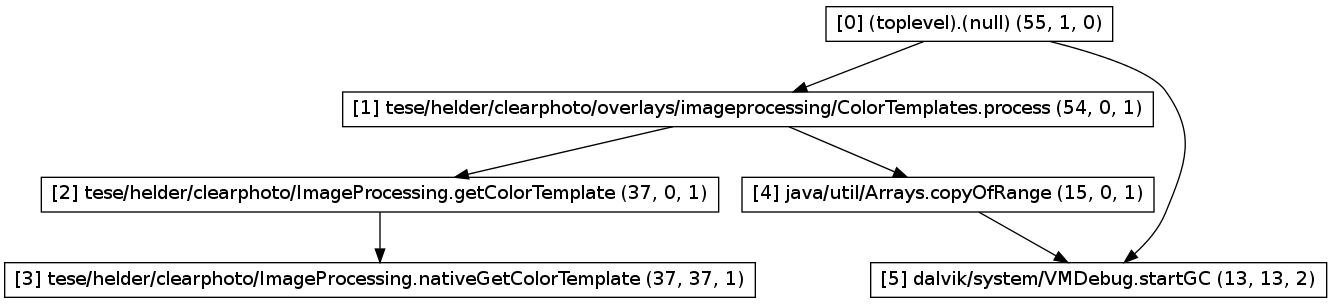 [0] (toplevel).(null) (55, 1, 0)
[1] tese/helder/clearphoto/overlays/imageprocessing/ColorTemplates.process (54, 0, 1)
[2] tese/helder/clearphoto/ImageProcessing.getColorTemplate (37, 0, 1)
[4] java/util/Arrays.copyOfRange (15, 0, 1)
[3] tese/helder/clearphoto/ImageProcessing.nativeGetColorTemplate (37, 37, 1)
[5] dalvik/system/VMDebug.startGC (13, 13, 2)